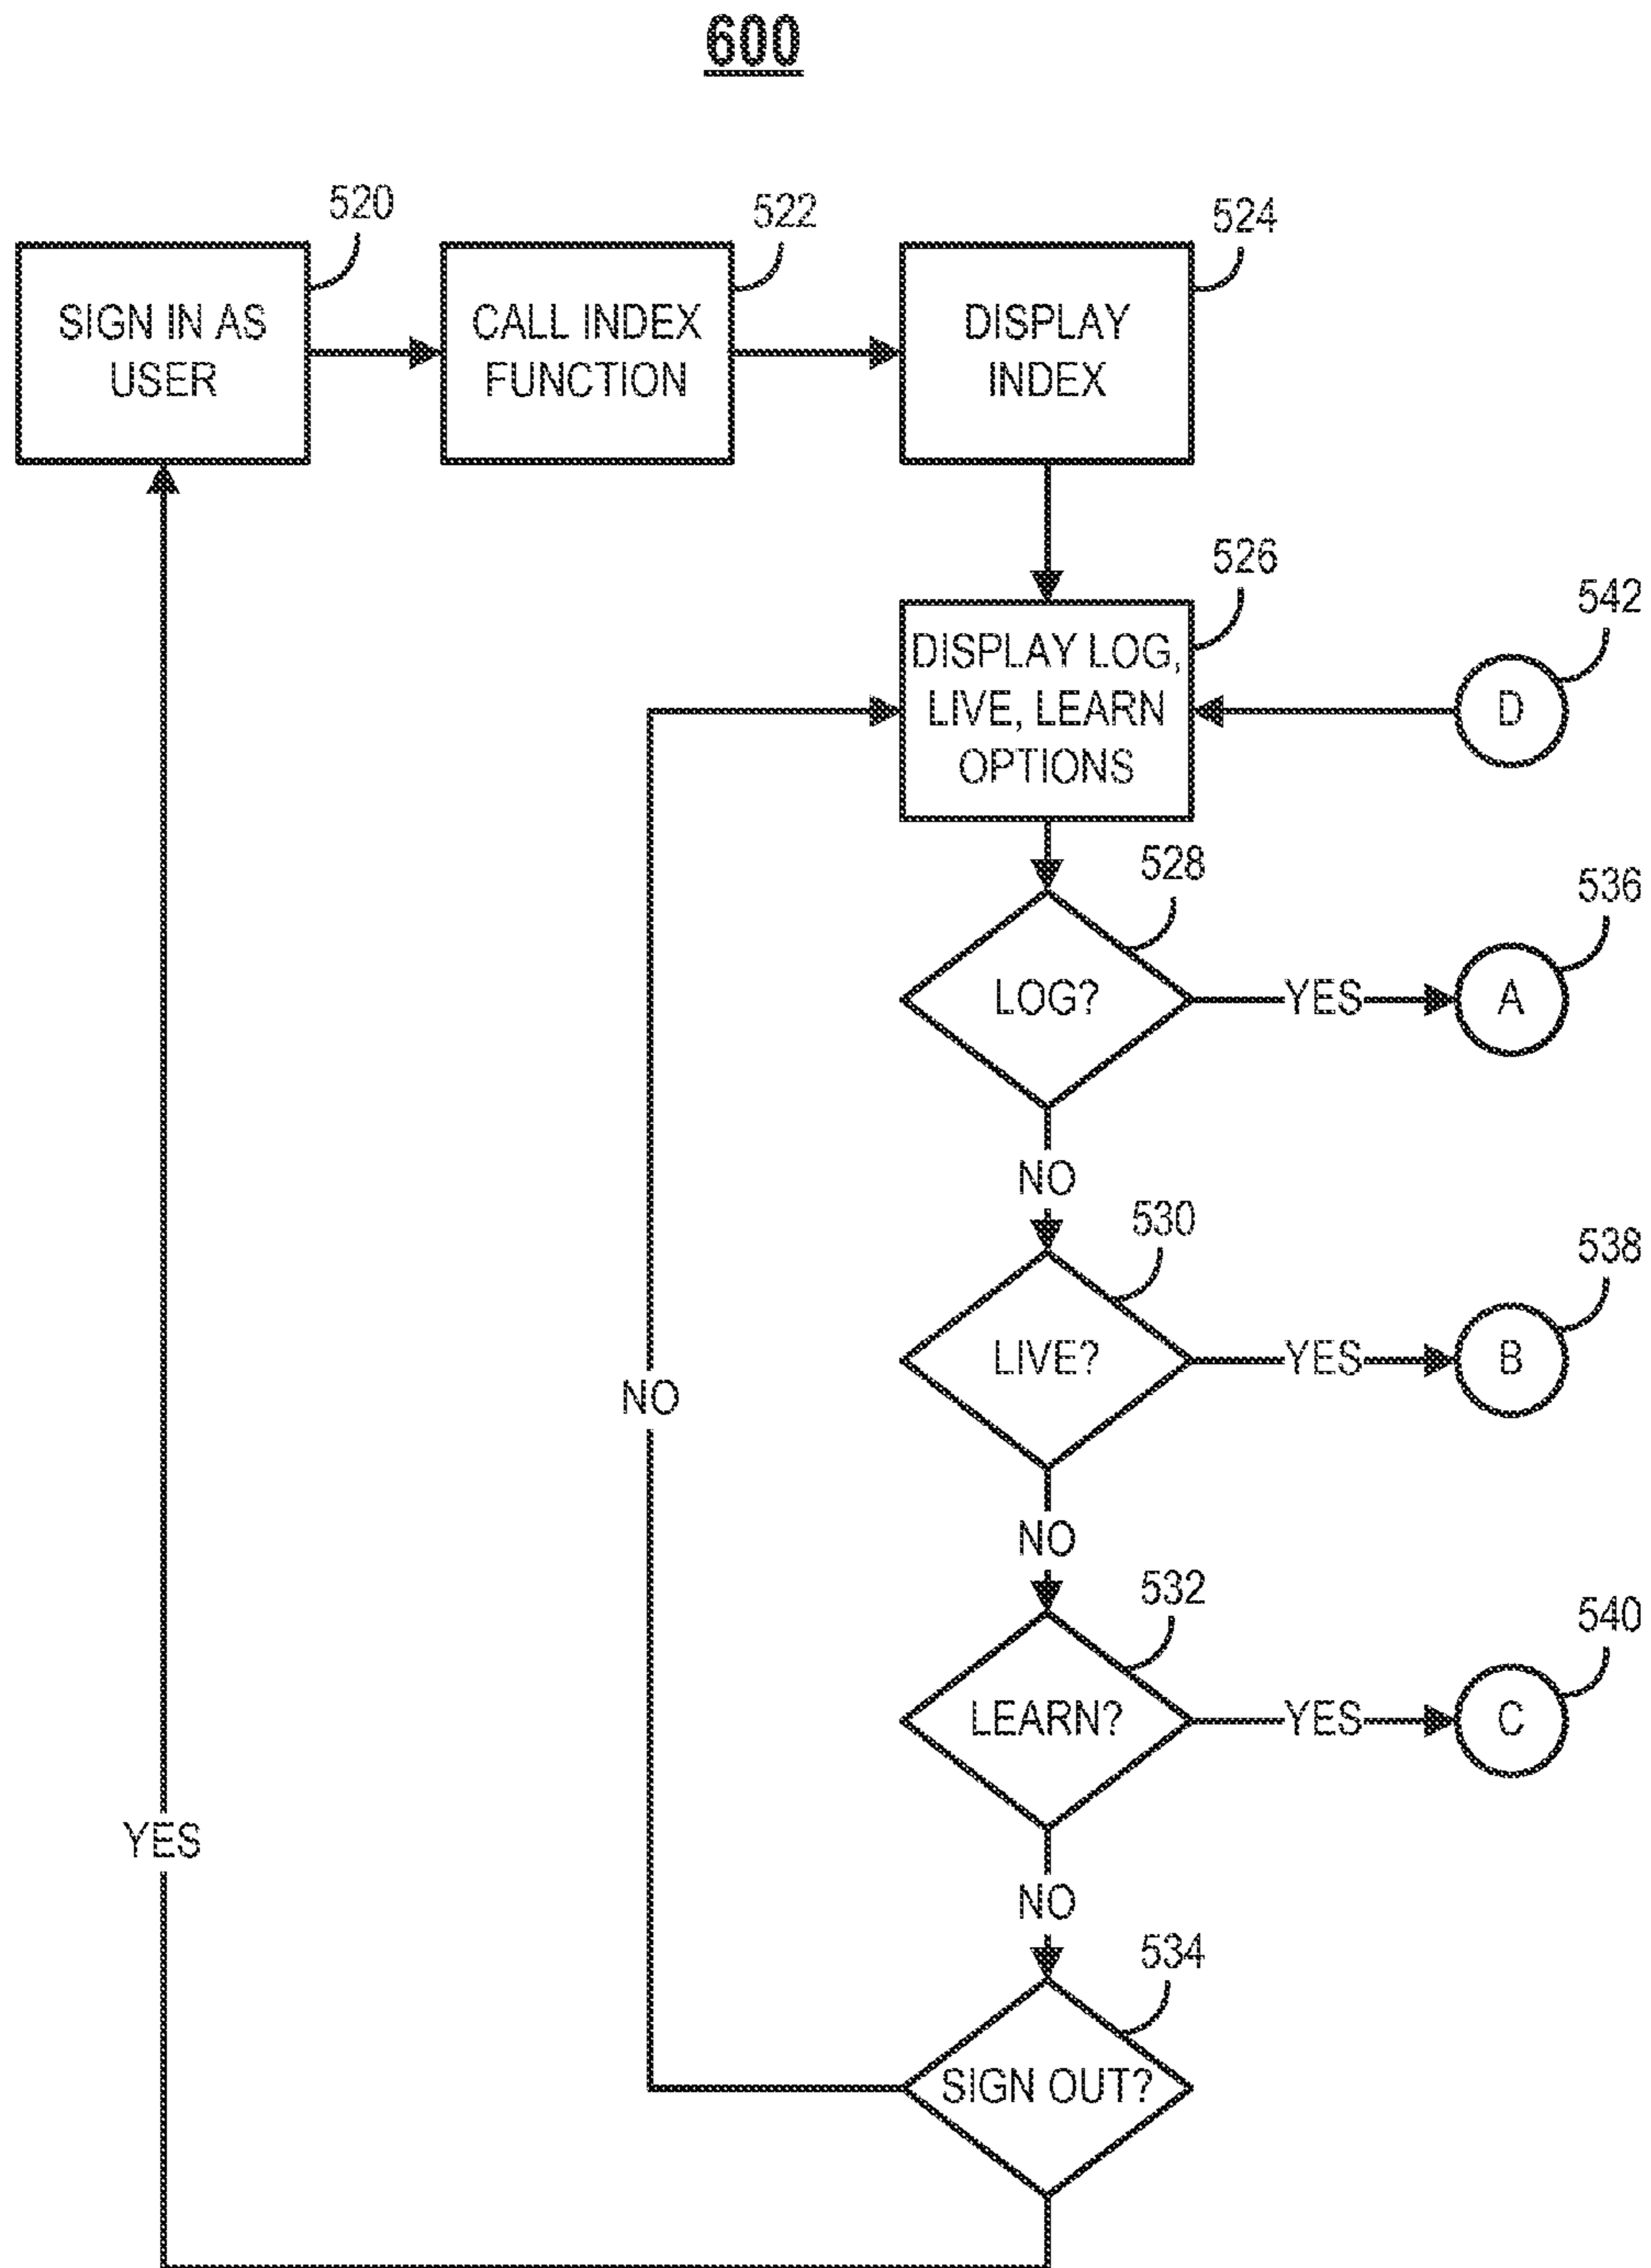 600
520
522
524
SIGN IN AS
USER
CALL INDEX
FUNCTION
DISPLAY
INDEX
526
542
DISPLAY LOG,
LIVE, LEARN
OPTIONS
D
528
536
LOG?
YES
A
NO
530
538
LIVE?
YES
B
NO
NO
532
540
LEARN?
YES
C
YES
NO
534
SIGN OUT?